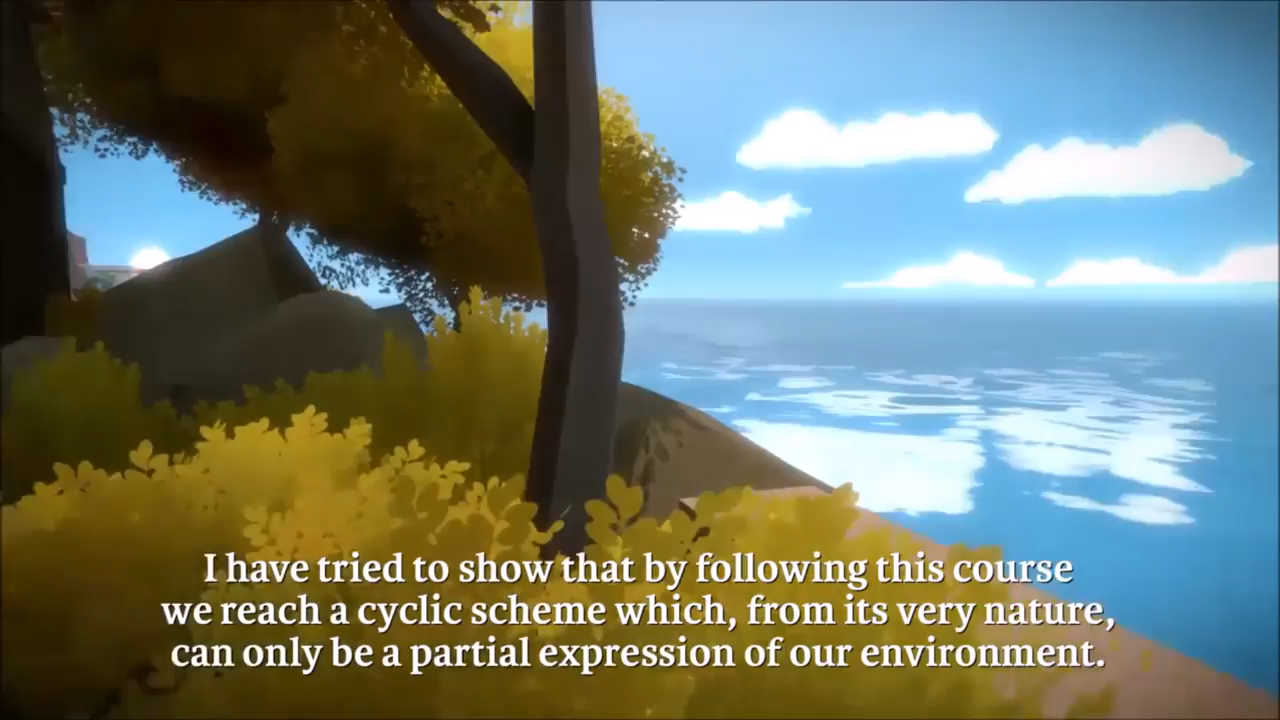 I have tried to show that by following this course
we reach a cyclic scheme which, from its very nature,
can only be a partial expression of our environment.